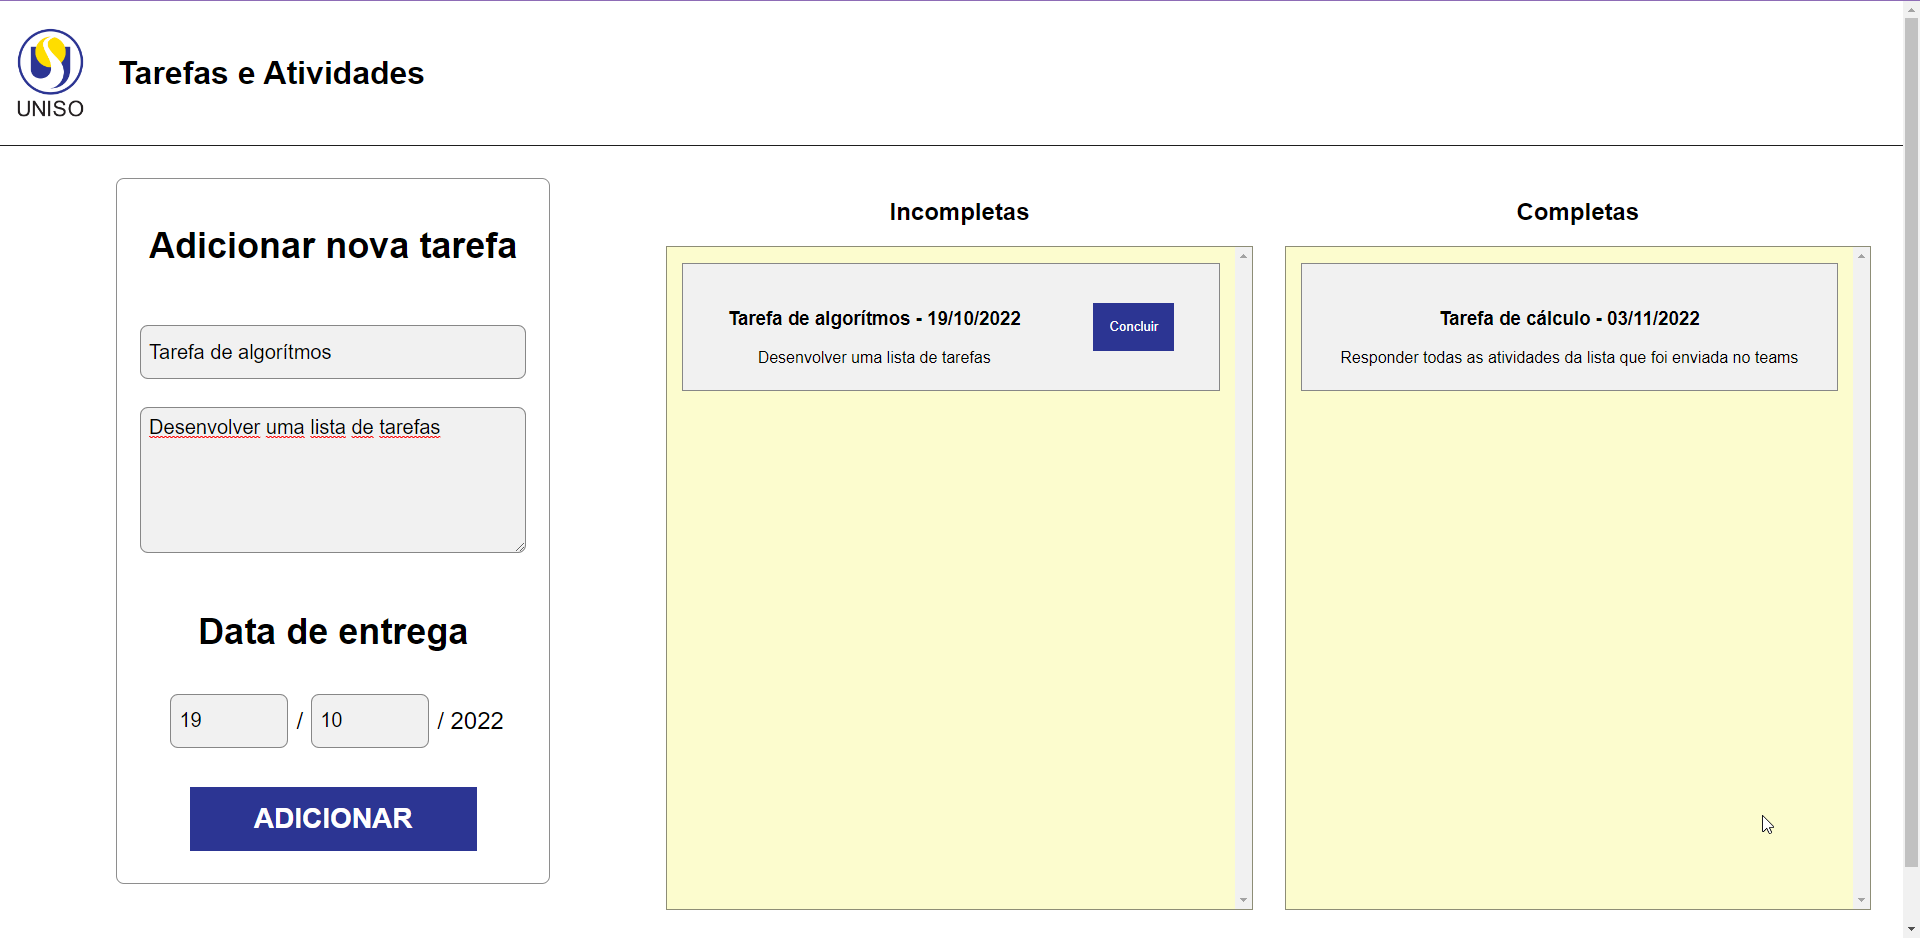 UNISO
Tarefas e Atividades
Adicionar nova tarefa
Tarefa de algorítmos
Desenvolver uma lista de tarefas
Data de entrega
19 / 10 / 2022
ADICIONAR
Incompletas
Tarefa de algorítmos - 19/10/2022
Desenvolver uma lista de tarefas
Concluir
Completas
Tarefa de cálculo - 03/11/2022
Responder todas as atividades da lista que foi enviada no teams